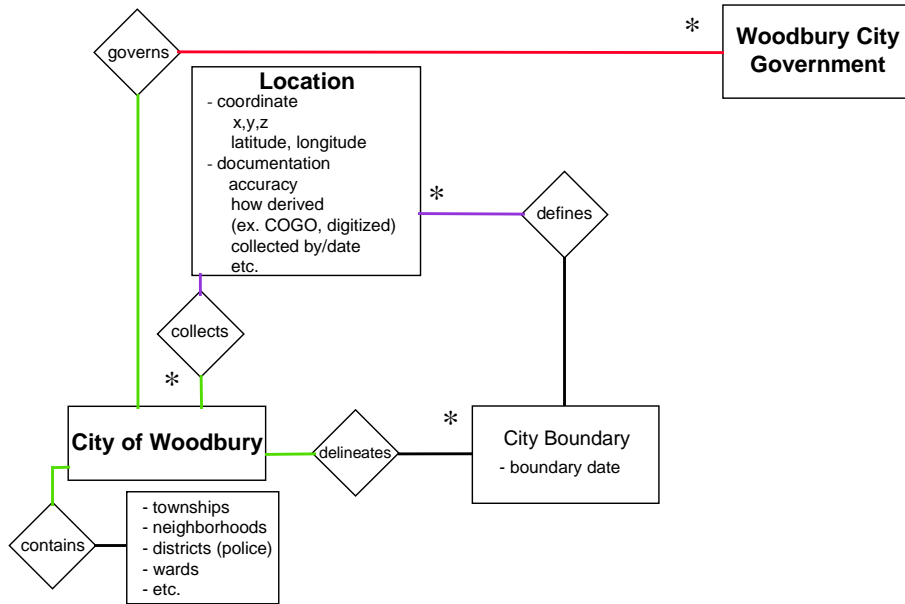 governs
*
Woodbury City
Government
Location
- coordinate
x,y,z
latitude, longitude
- documentation
accuracy
how derived
(ex. COGO, digitized)
collected by/date
etc.
*
defines
collects
*
City of Woodbury
delineates
*
City Boundary
- boundary date
contains
- townships
- neighborhoods
- districts (police)
- wards
- etc.